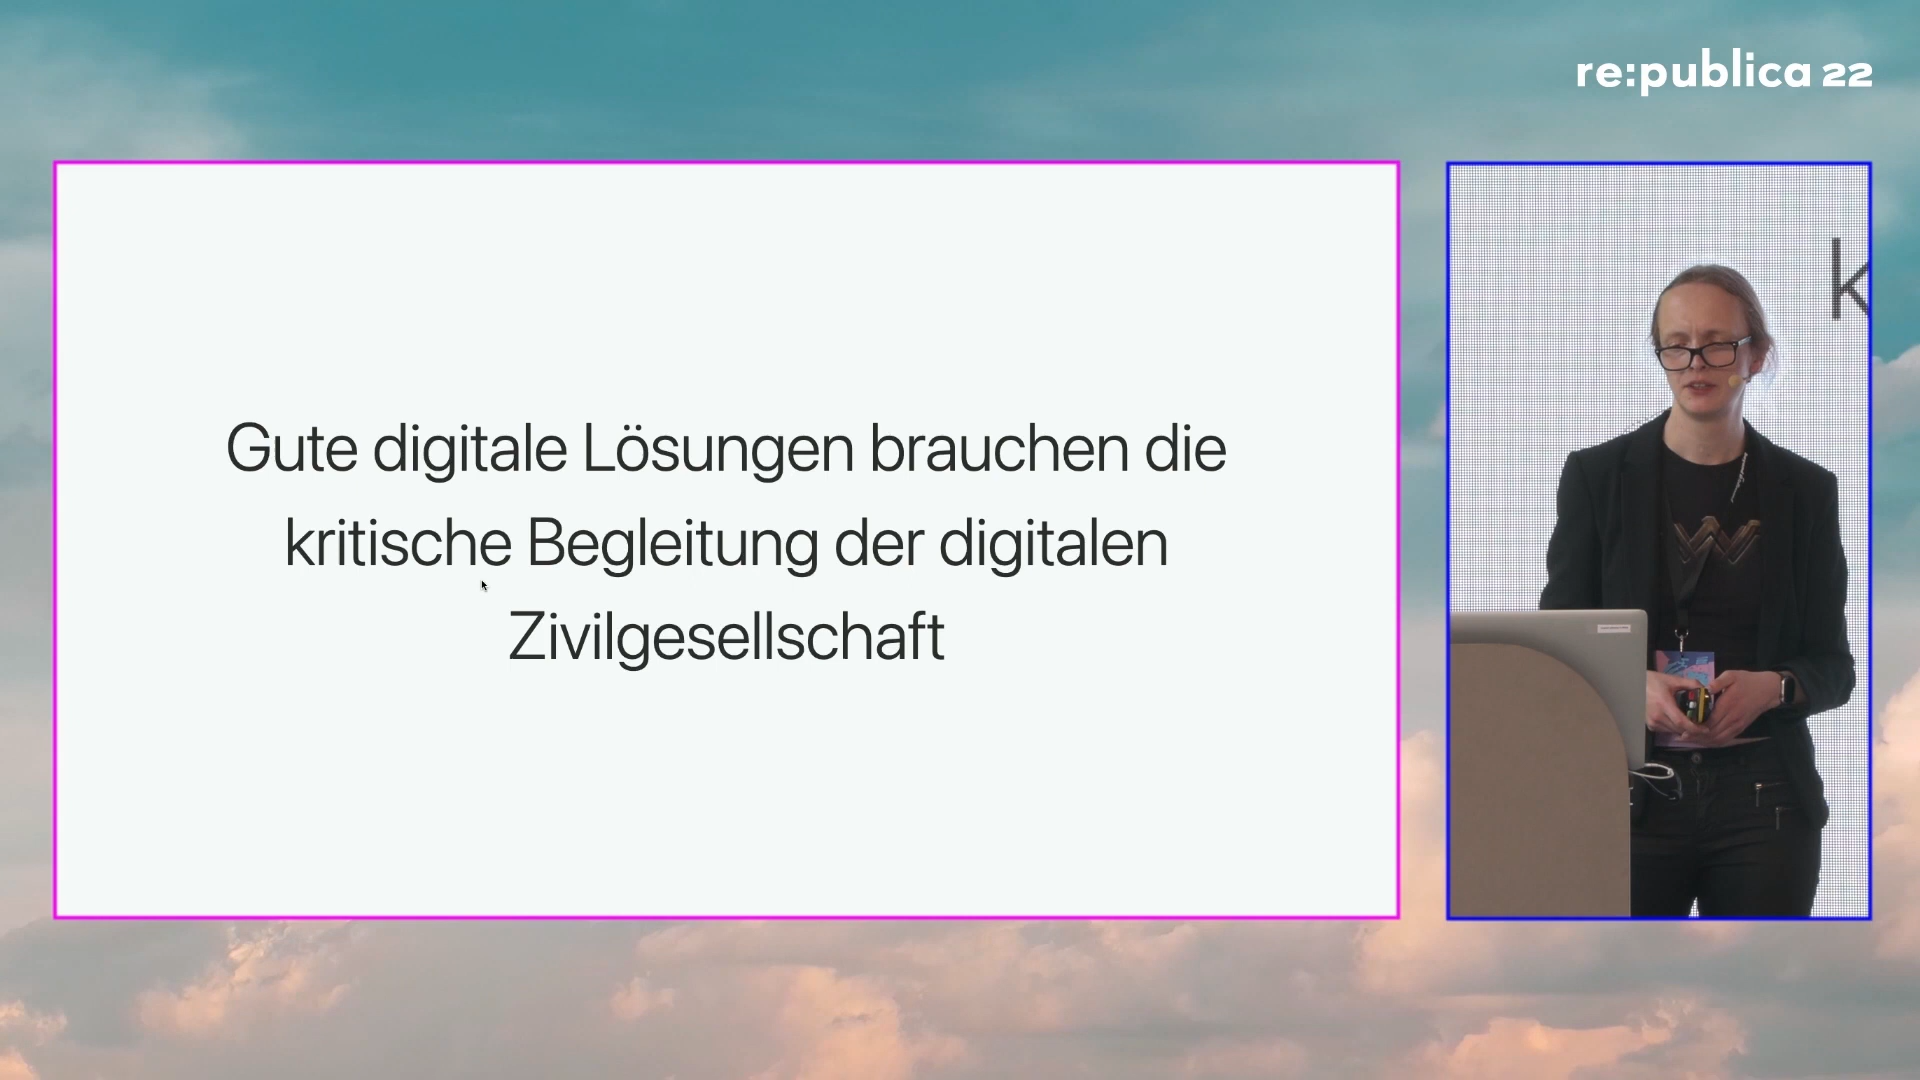 re:publica 22
Gute digitale Lösungen brauchen die
kritische Begleitung der digitalen
Zivilgesellschaft
k